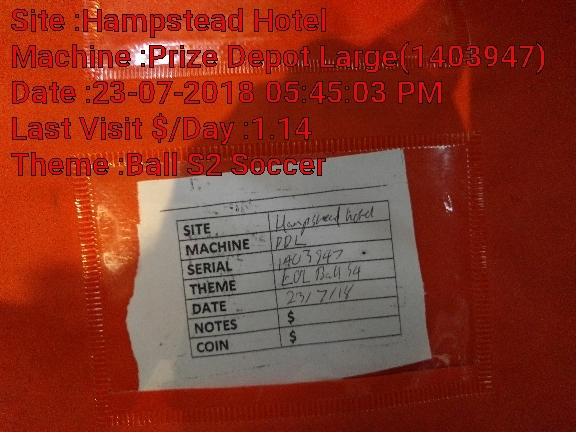 Site :Hampstead Hotel
Machine :Prize Depot Large(1403947)
Date :23-07-2018 05:45:03 PM
Last Visit $/Day :1.14
Theme :Ball S2 Soccer
SITE Hampstead hotel
MACHINE PDL
SERIAL 1403947
THEME Ball
DATE 23/7/18
NOTES $
COIN $